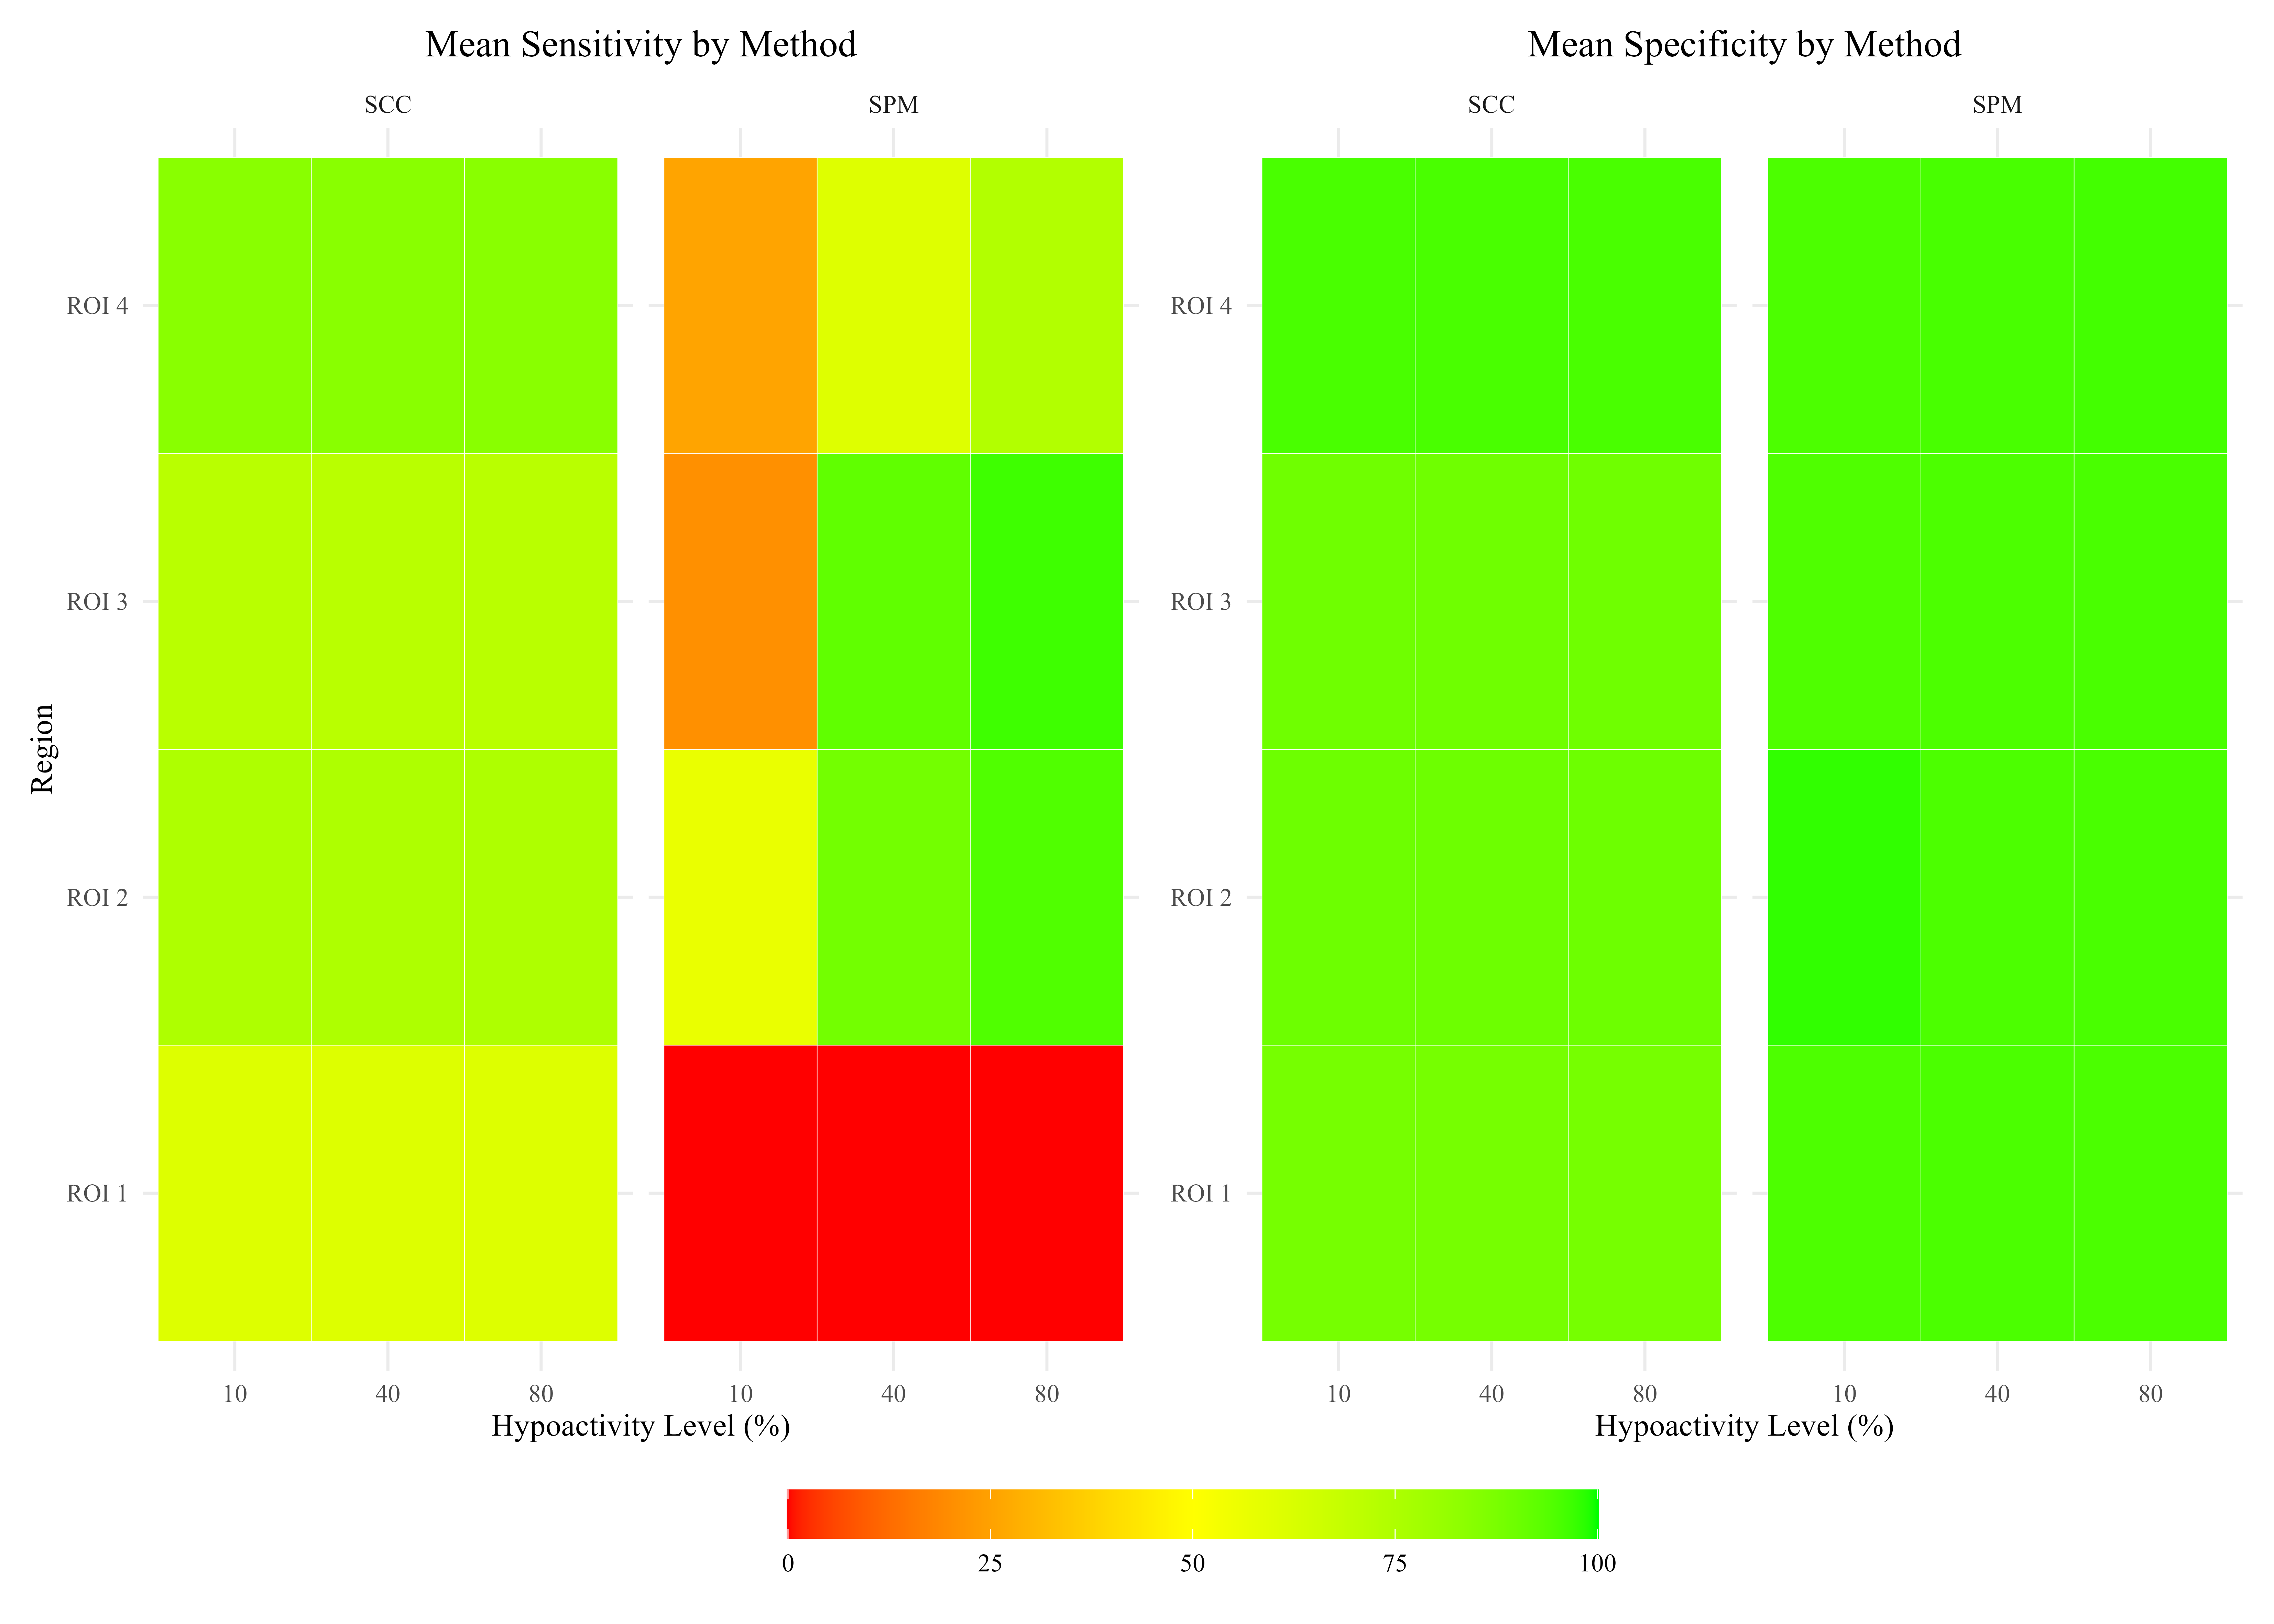 Mean Sensitivity by Method
Mean Specificity by Method
SCC
SPM
SCC
SPM
Region
ROI 4
ROI 3
ROI 2
ROI 1
ROI 4
ROI 3
ROI 2
ROI 1
10 40 80
10 40 80
10 40 80
10 40 80
Hypoactivity Level (%)
Hypoactivity Level (%)
0 25 50 75 100